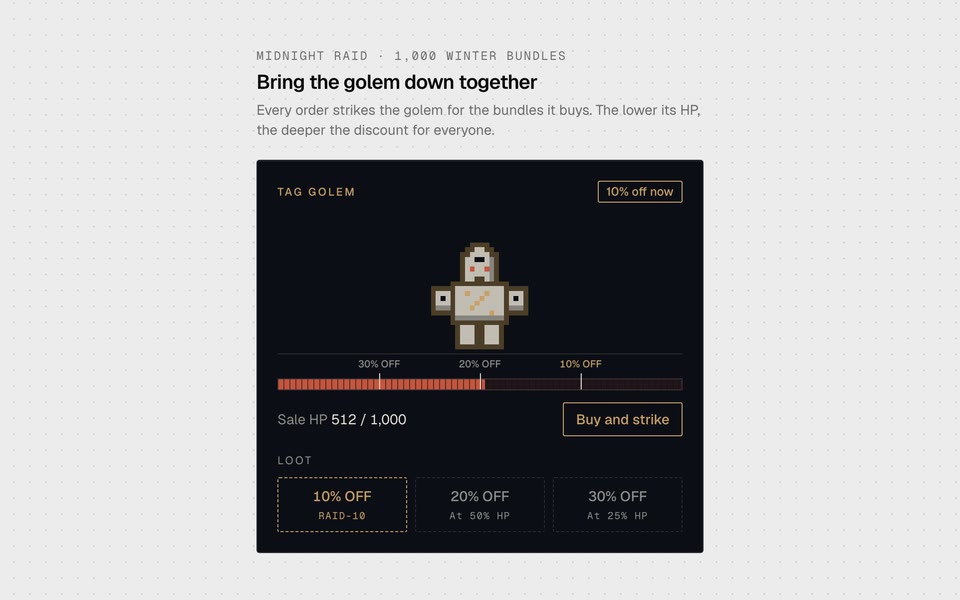 MIDNIGHT RAID · 1,000 WINTER BUNDLES
Bring the golem down together
Every order strikes the golem for the bundles it buys. The lower its HP,
the deeper the discount for everyone.
TAG GOLEM
10% off now
30% OFF
20% OFF
10% OFF
Sale HP 512 / 1,000
Buy and strike
LOOT
10% OFF
RAID-10
20% OFF
At 50% HP
30% OFF
At 25% HP